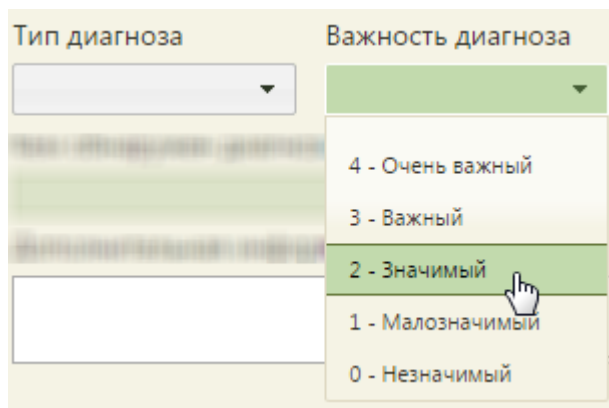 Тип диагноза
Важность диагноза
4 - Очень важный
3 - Важный
2 - Значимый
1 - Малозначимый
0 - Незначимый